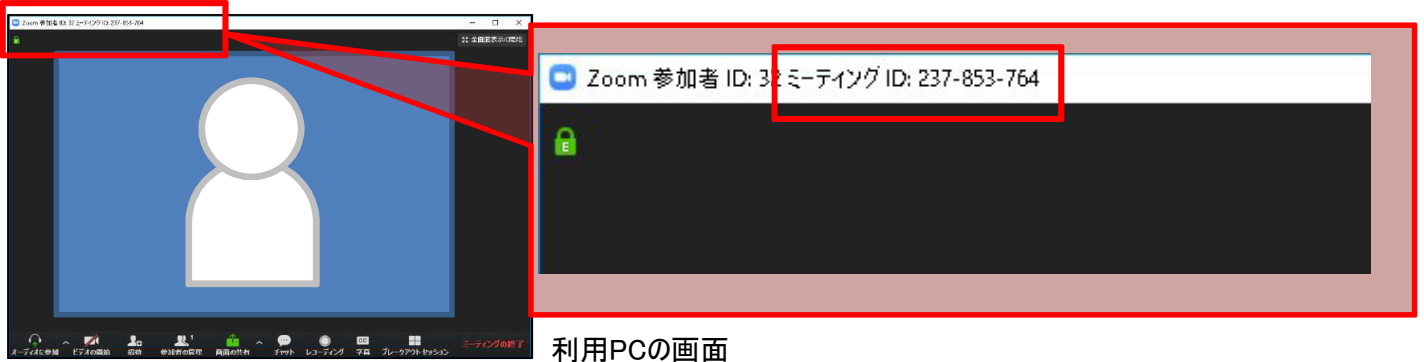 Zoom 参加者 ID: 32 ミーティング ID: 237-853-764
全画面表示の開始
Zoom 参加者 ID: 32 ミーティング ID: 237-853-764
E
オーディオに参加
ビデオの開始
招待
参加者の管理
1
画面の共有
チャット
レコーディング
CC
字幕
ブレークアウトセッション
ミーティングの終了
利用PCの画面